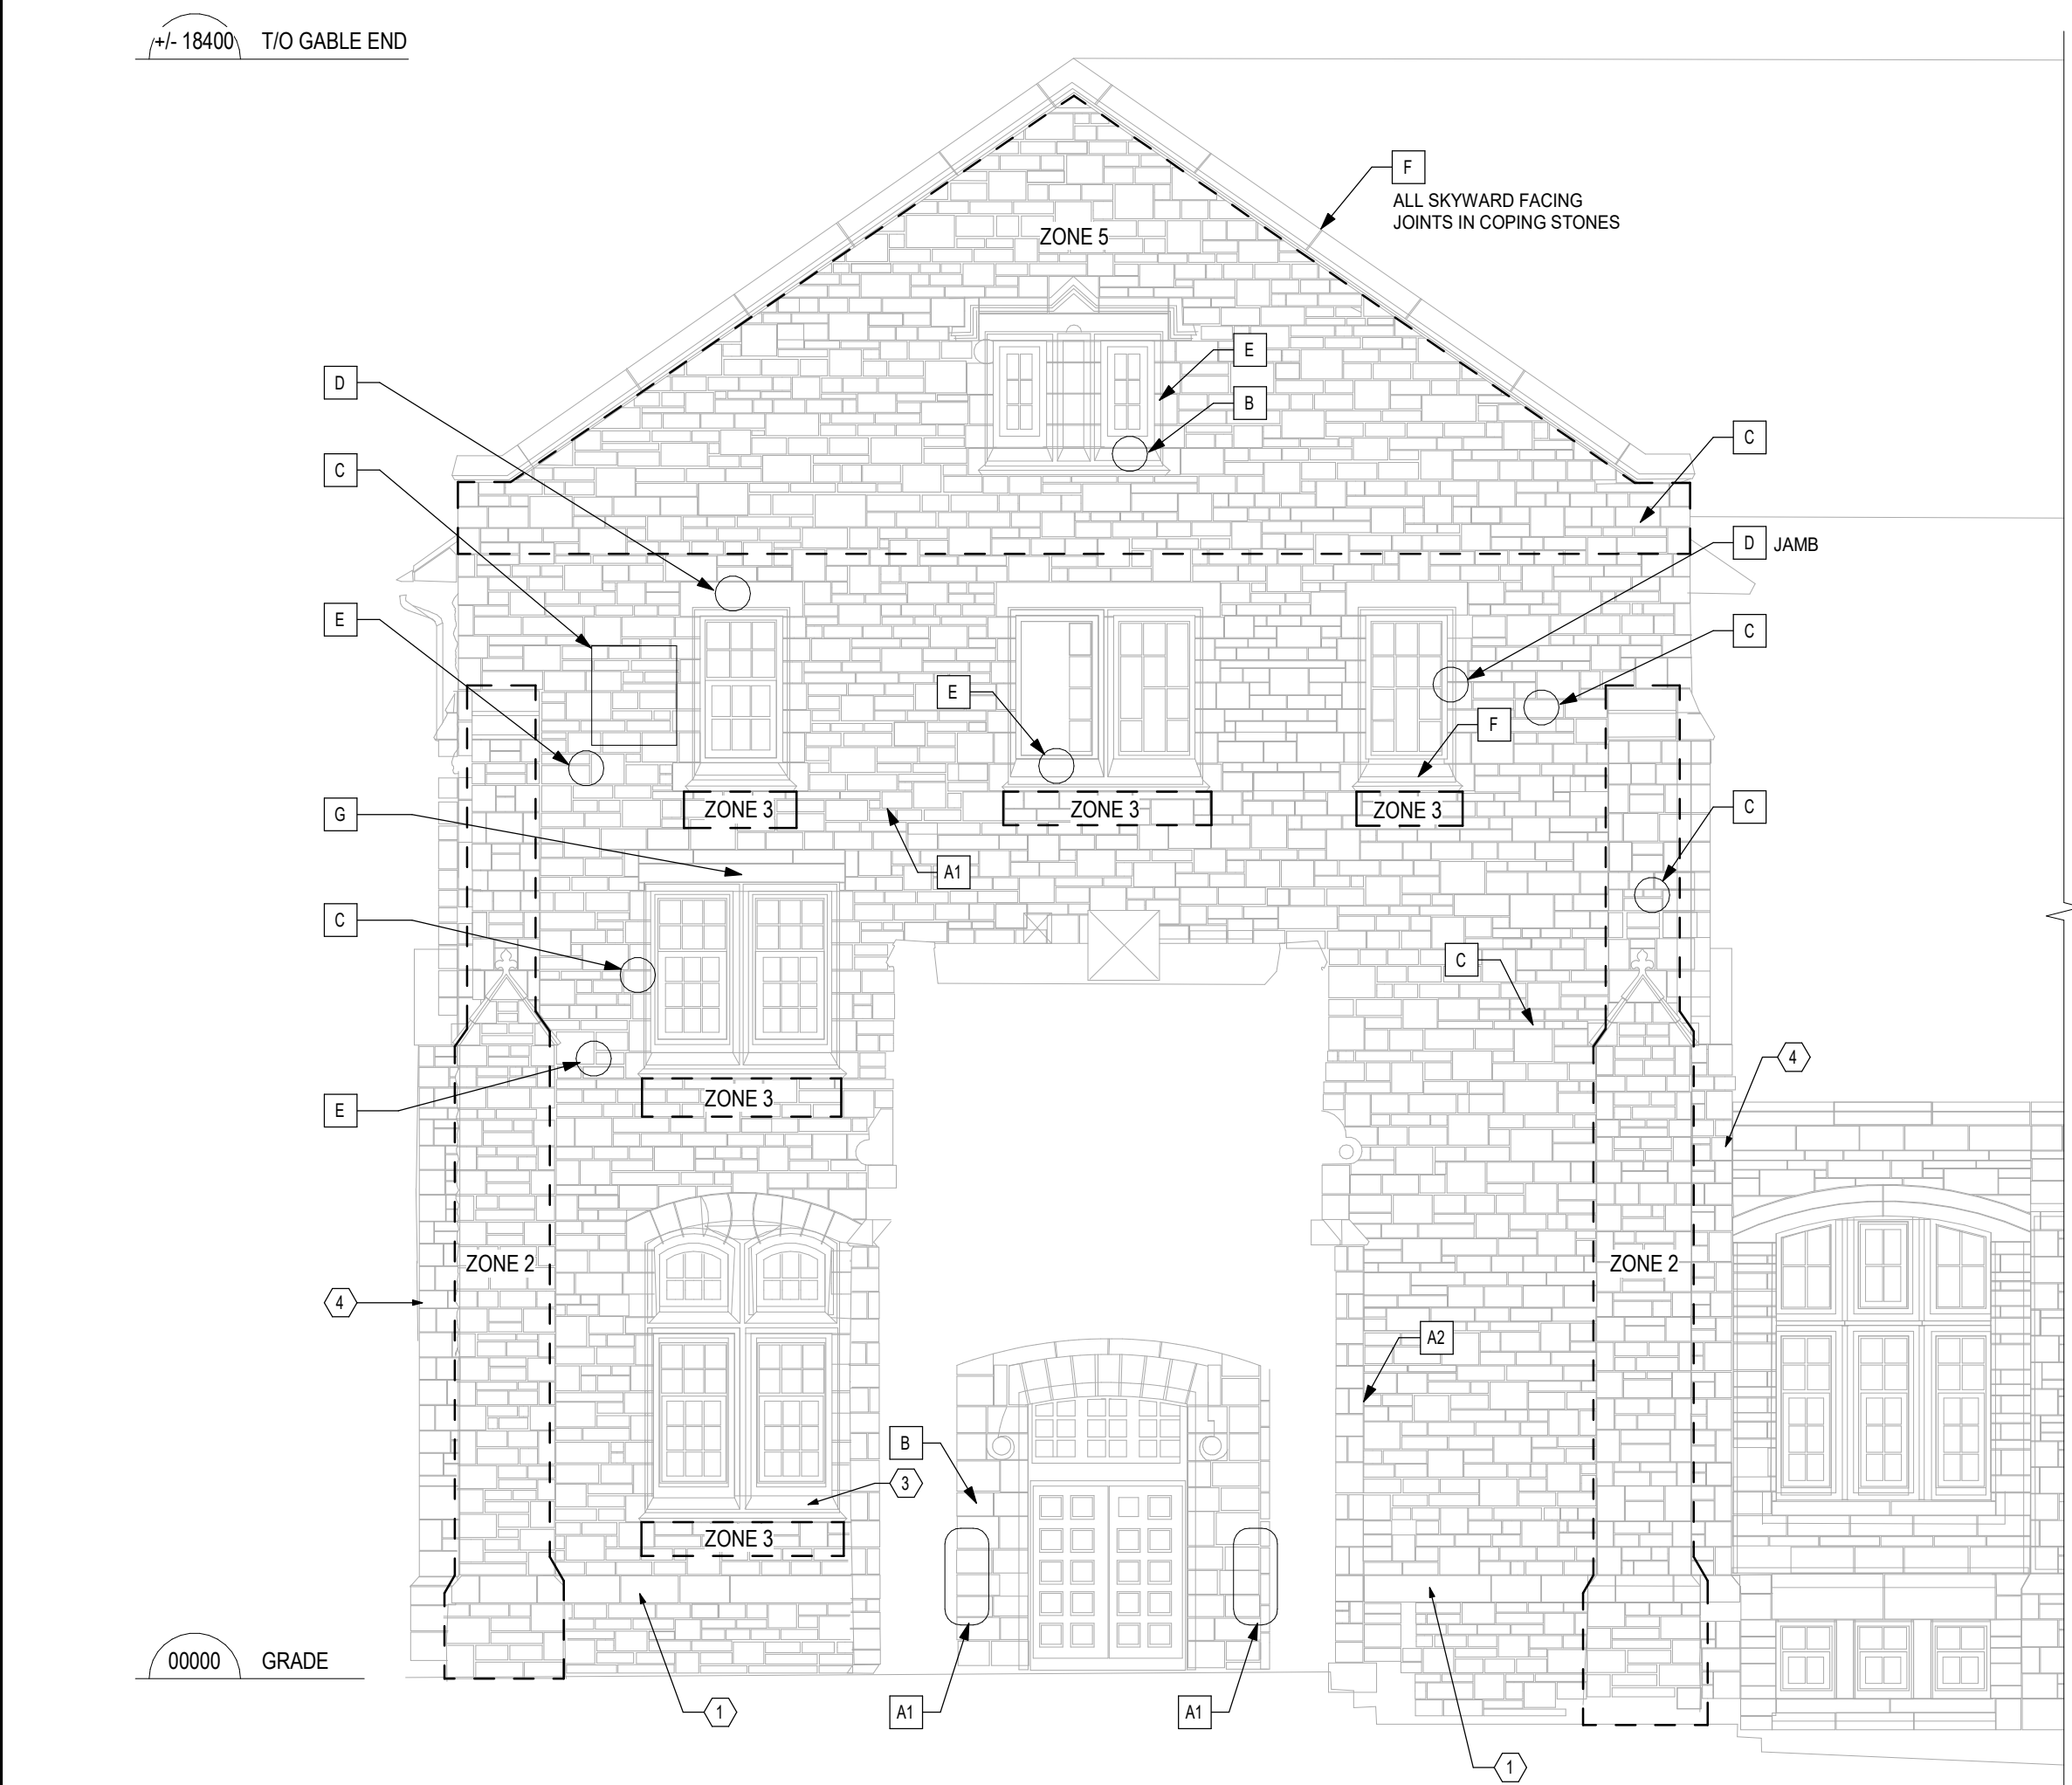 +/- 18400 T/O GABLE END
F
ALL SKYWARD FACING
JOINTS IN COPING STONES
ZONE 5
E
D
B
C
C
D JAMB
E
C
E
F
ZONE 3
ZONE 3
ZONE 3
G
C
A1
C
C
4
E
ZONE 3
ZONE 2
ZONE 2
4
A2
B
3
ZONE 3
00000 GRADE
1
A1
A1
1